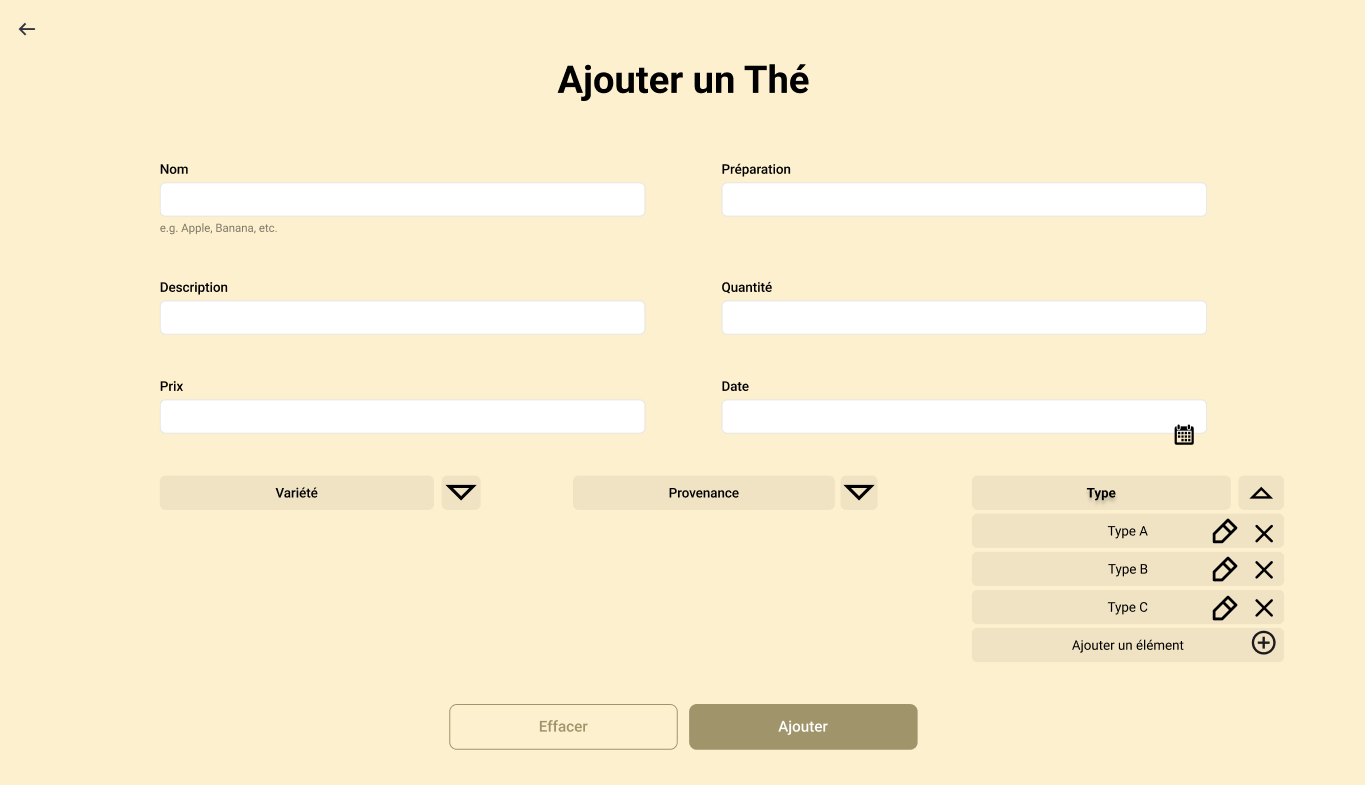 Ajouter un Thé
Nom
Préparation
e.g. Apple, Banana, etc.
Description
Quantité
Prix
Date
Variété
Provenance
Type
Type A
Type B
Type C
Ajouter un élément
Effacer
Ajouter